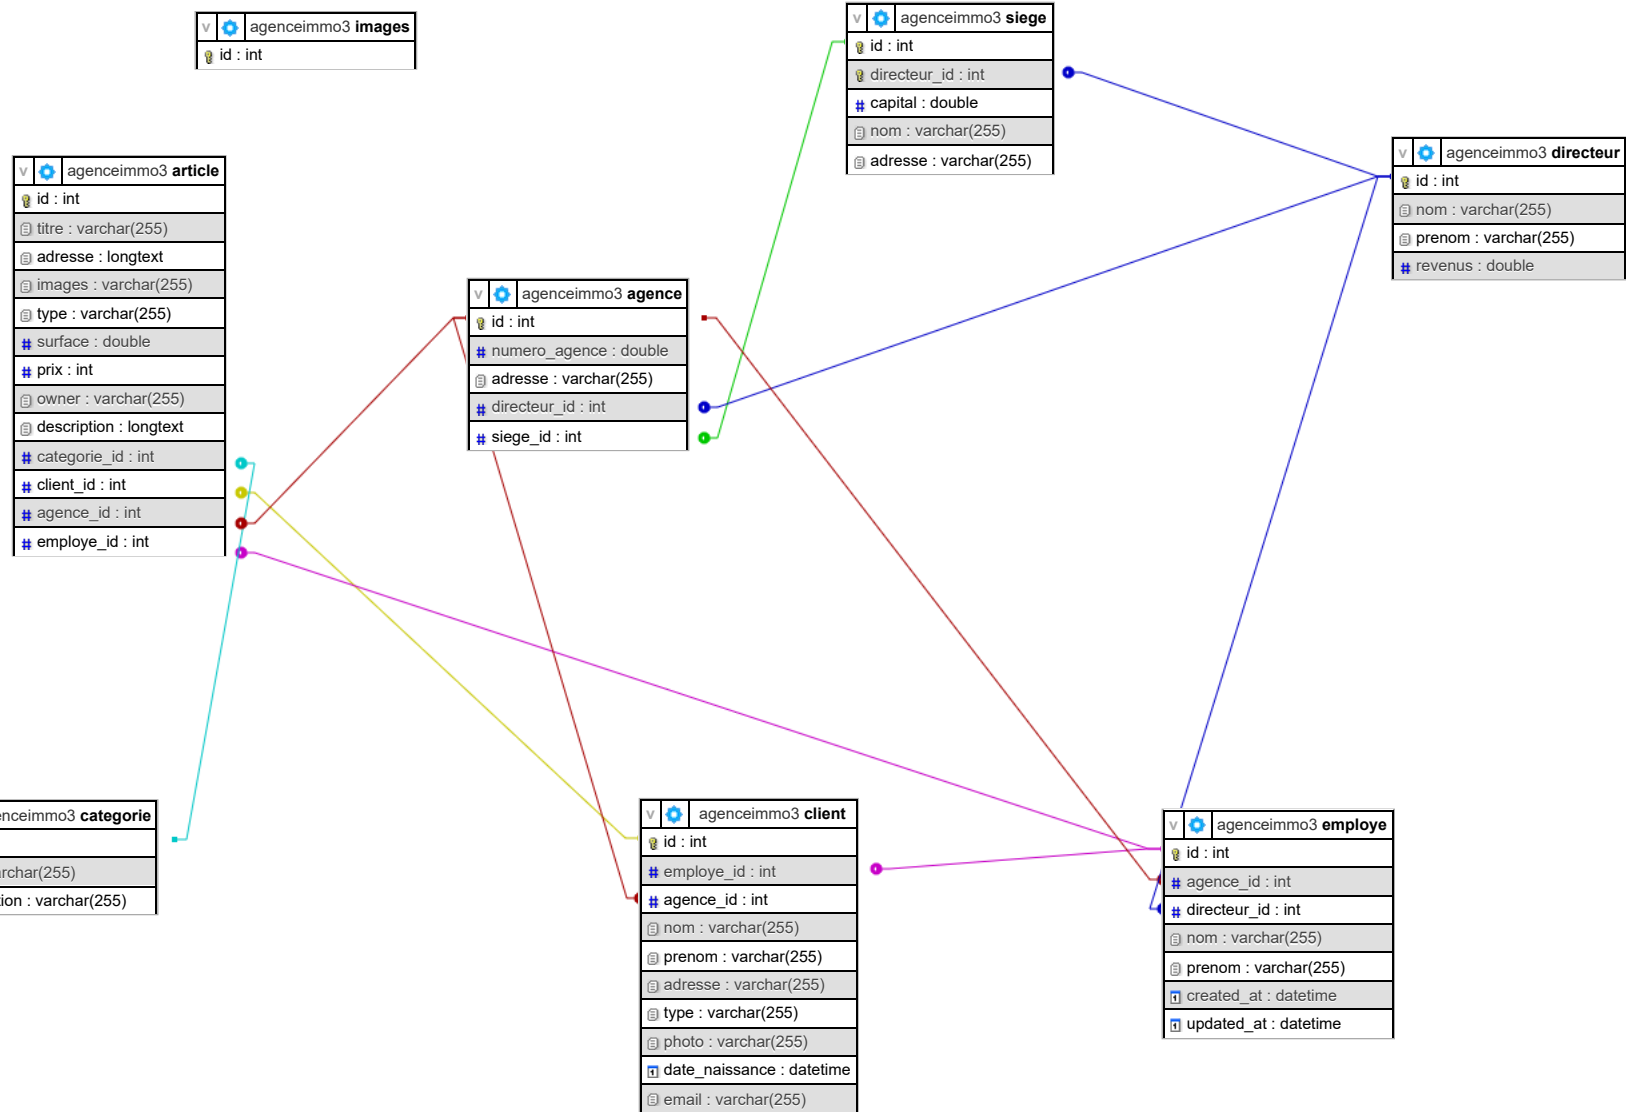 v agenceimmo3 images
id : int
v agenceimmo3 siege
id : int
directeur_id : int
capital : double
nom : varchar(255)
adresse : varchar(255)
v agenceimmo3 directeur
id : int
nom : varchar(255)
prenom : varchar(255)
# revenus : double
v agenceimmo3 article
id : int
titre : varchar(255)
adresse : longtext
images : varchar(255)
type : varchar(255)
# surface : double
# prix : int
owner : varchar(255)
description : longtext
# categorie_id : int
# client_id : int
# agence_id : int
# employe_id : int
v agenceimmo3 agence
id : int
# numero_agence : double
adresse : varchar(255)
# directeur_id : int
# siege_id : int
enceimmo3 categorie
rchar(255)
ion : varchar(255)
v agenceimmo3 client
id : int
# employe_id : int
# agence_id : int
nom : varchar(255)
prenom : varchar(255)
adresse : varchar(255)
type : varchar(255)
photo : varchar(255)
date_naissance : datetime
email : varchar(255)
v agenceimmo3 employe
id : int
# agence_id : int
# directeur_id : int
nom : varchar(255)
prenom : varchar(255)
created_at : datetime
updated_at : datetime